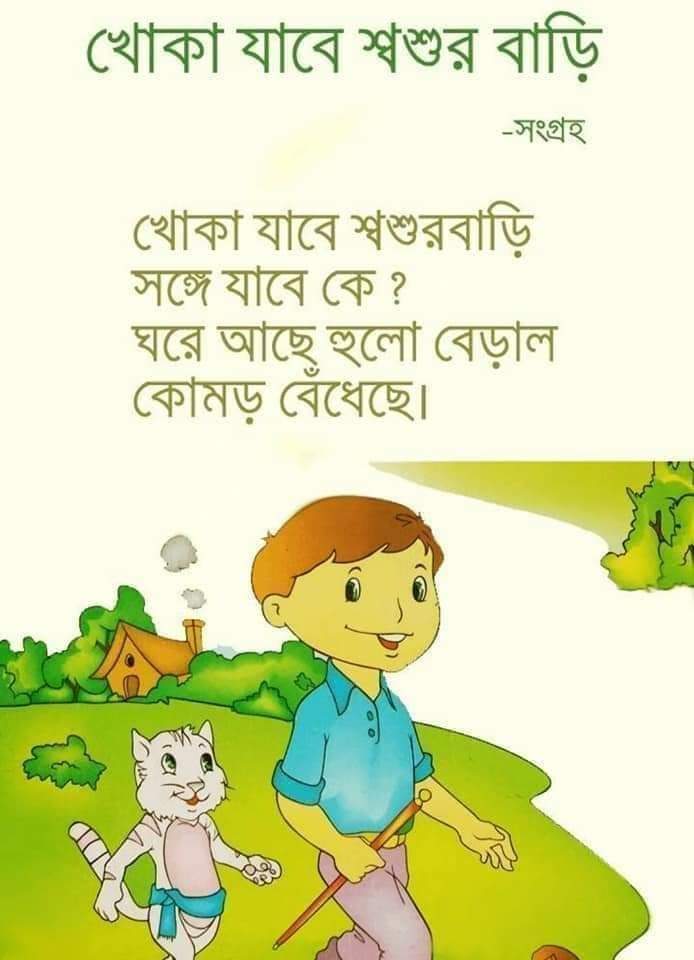 খোকা যাবে শ্বশুর বাড়ি
-সংগ্রহ
খোকা যাবে শ্বশুরবাড়ি
সঙ্গে যাবে কে ?
ঘরে আছে হুলো বেড়াল
কোমড় বেঁধেছে।